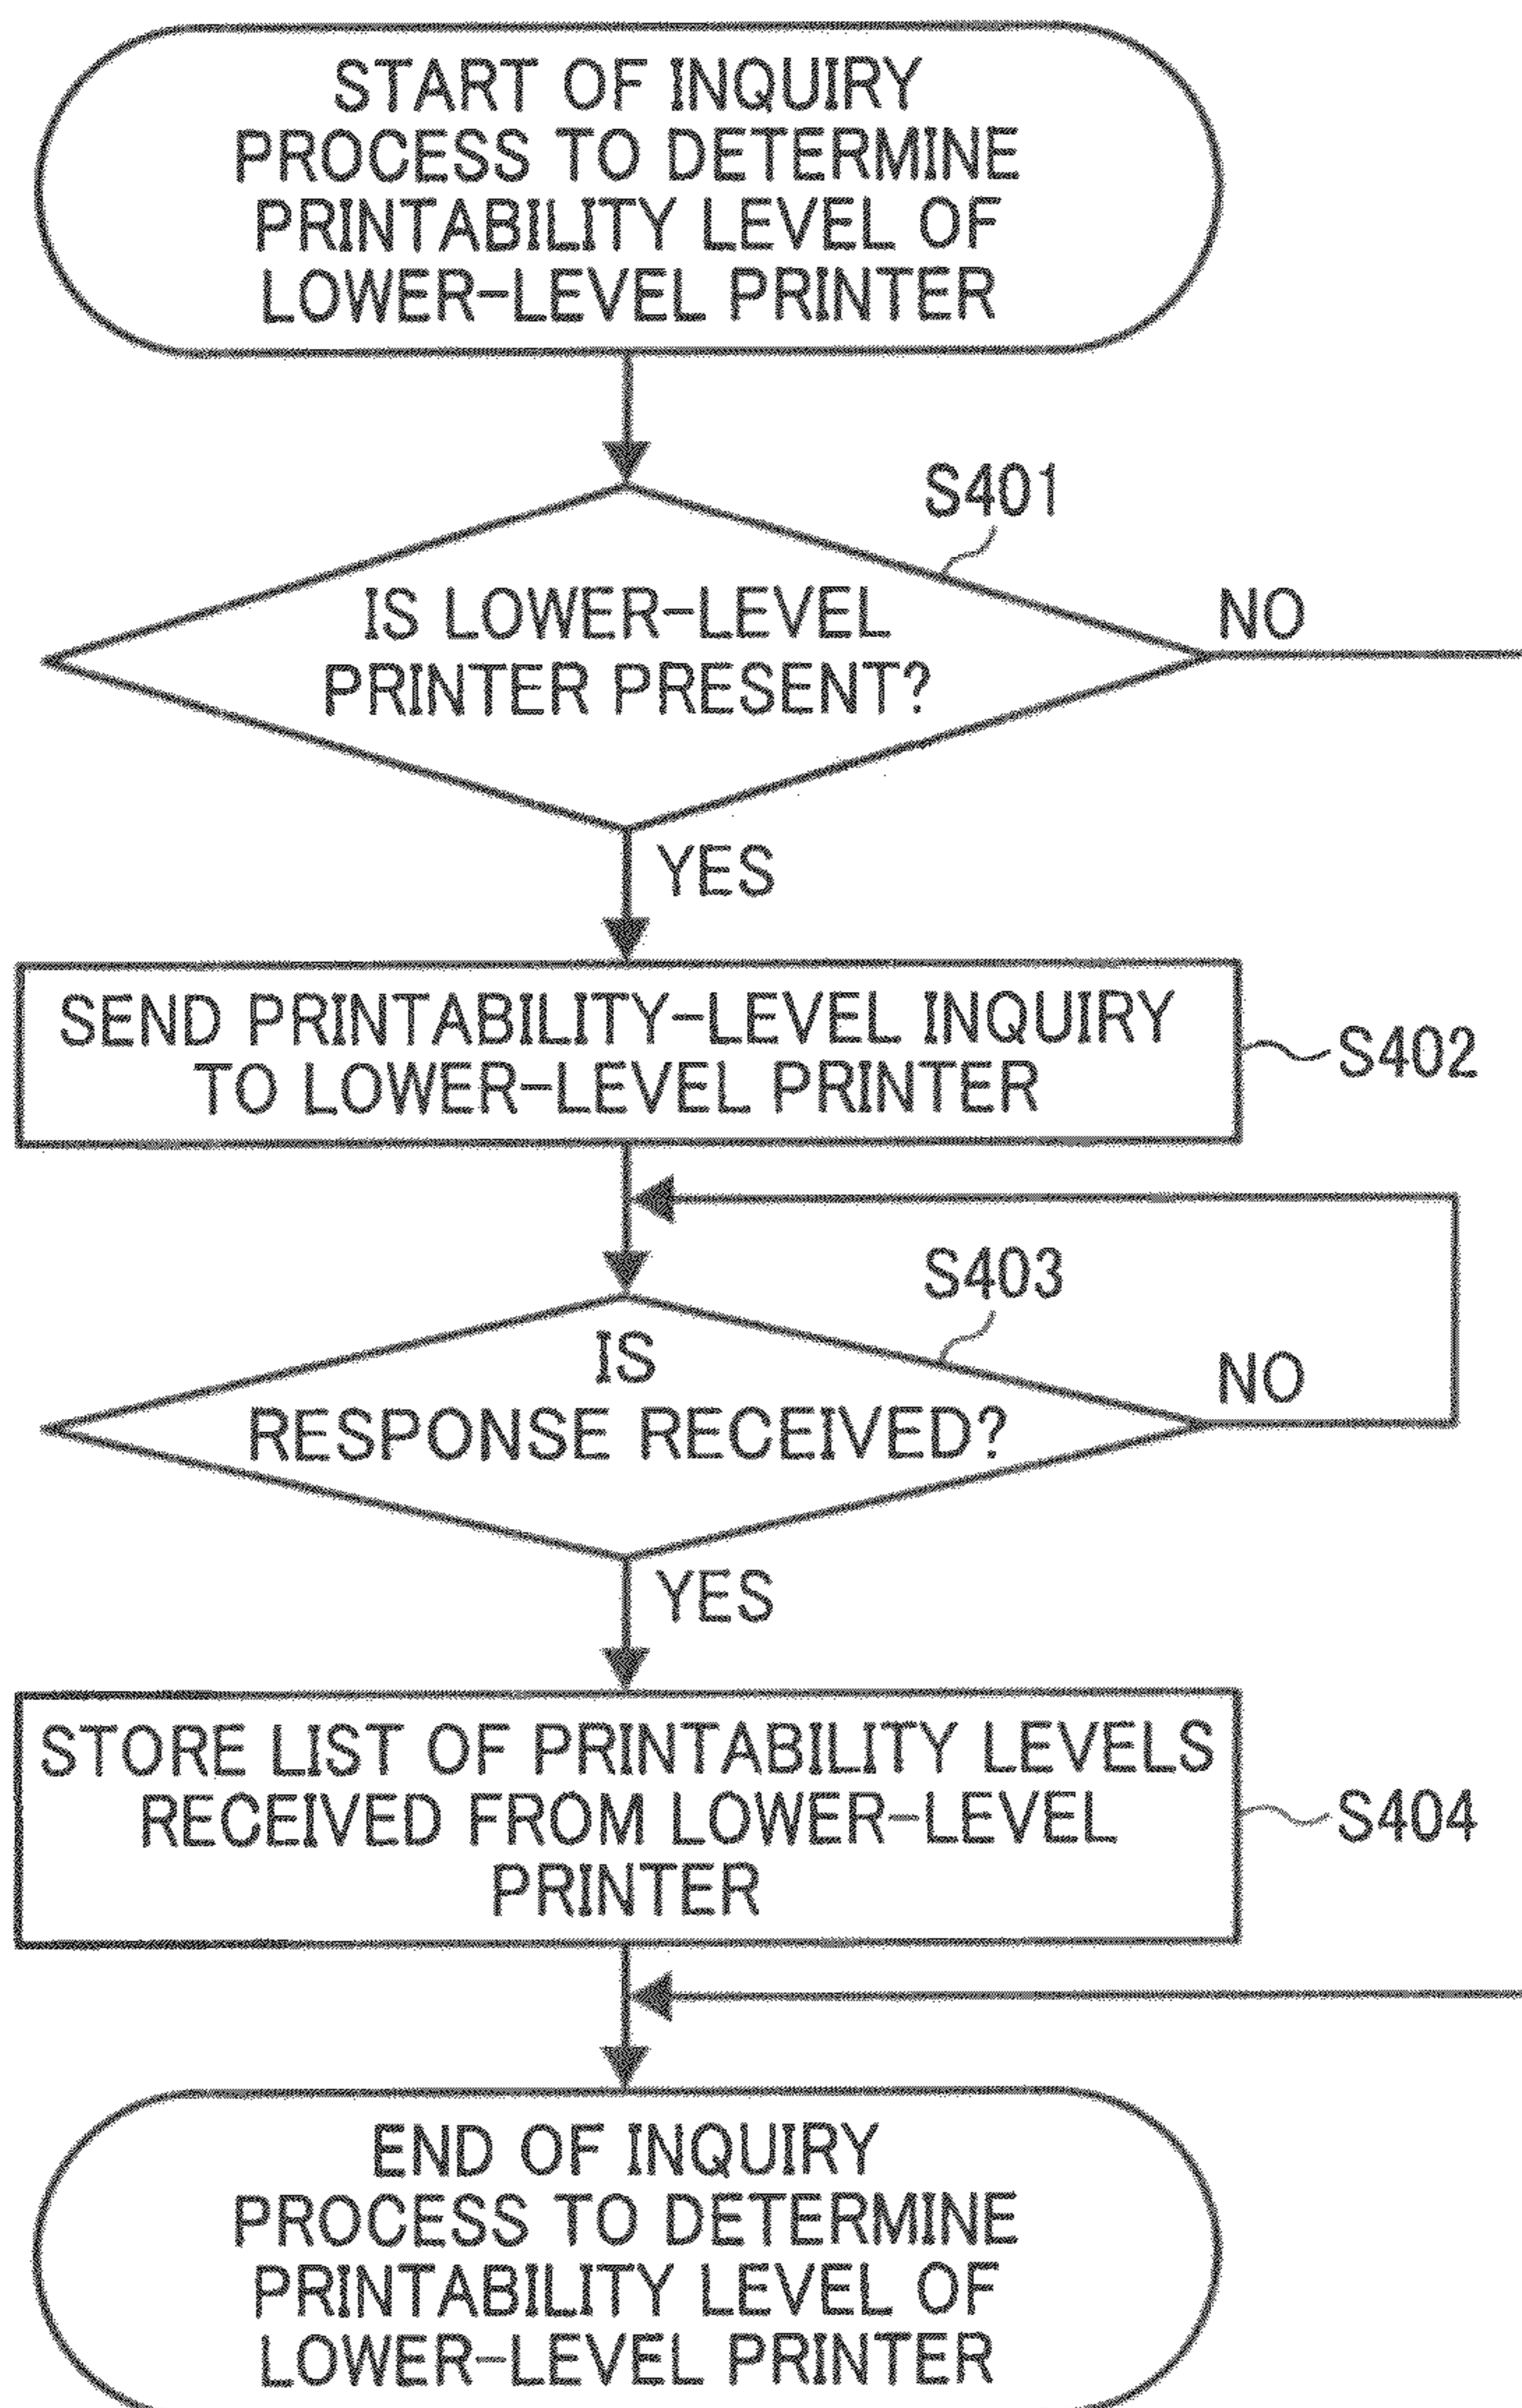 START OF INQUIRY
PROCESS TO DETERMINE
PRINTABILITY LEVEL OF
LOWER-LEVEL PRINTER
S401
IS LOWER-LEVEL
PRINTER PRESENT?
NO
YES
SEND PRINTABILITY-LEVEL INQUIRY
TO LOWER-LEVEL PRINTER
S402
S403
IS
RESPONSE RECEIVED?
NO
YES
STORE LIST OF PRINTABILITY LEVELS
RECEIVED FROM LOWER-LEVEL
PRINTER
S404
END OF INQUIRY
PROCESS TO DETERMINE
PRINTABILITY LEVEL OF
LOWER-LEVEL PRINTER